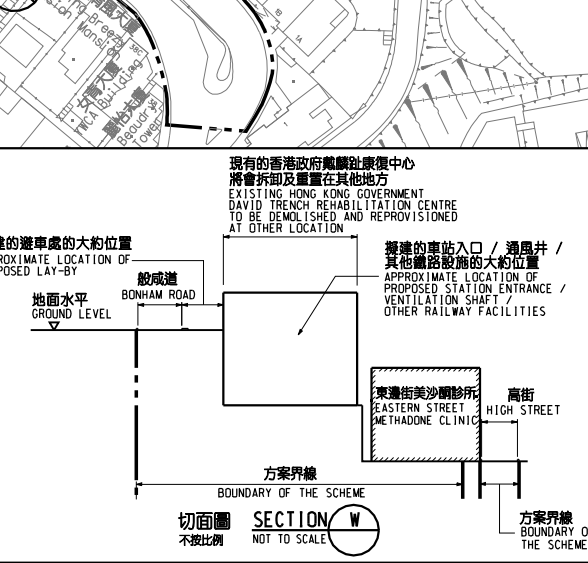 Mansion
38C
1A
女青大廈
YWCA Building
Beaudry
Tower
現有的香港政府戴麟趾康復中心
將會拆卸及重置在其他地方
EXISTING HONG KONG GOVERNMENT
DAVID TRENCH REHABILITATION CENTRE
TO BE DEMOLISHED AND REPROVISIONED
AT OTHER LOCATION
建的避車處的大約位置
ROXIMATE LOCATION OF
POSED LAY-BY
擬建的車站入口 / 通風井 /
其他鐵路設施的大約位置
APPROXIMATE LOCATION OF
PROPOSED STATION ENTRANCE /
VENTILATION SHAFT /
OTHER RAILWAY FACILITIES
般咸道
BONHAM ROAD
地面水平
GROUND LEVEL
東邊街美沙酮診所
EASTERN STREET
METHADONE CLINIC
高街
HIGH STREET
方案界線
BOUNDARY OF THE SCHEME
切面圖
不按比例
SECTION W
NOT TO SCALE
方案界線
BOUNDARY O
THE SCHEME